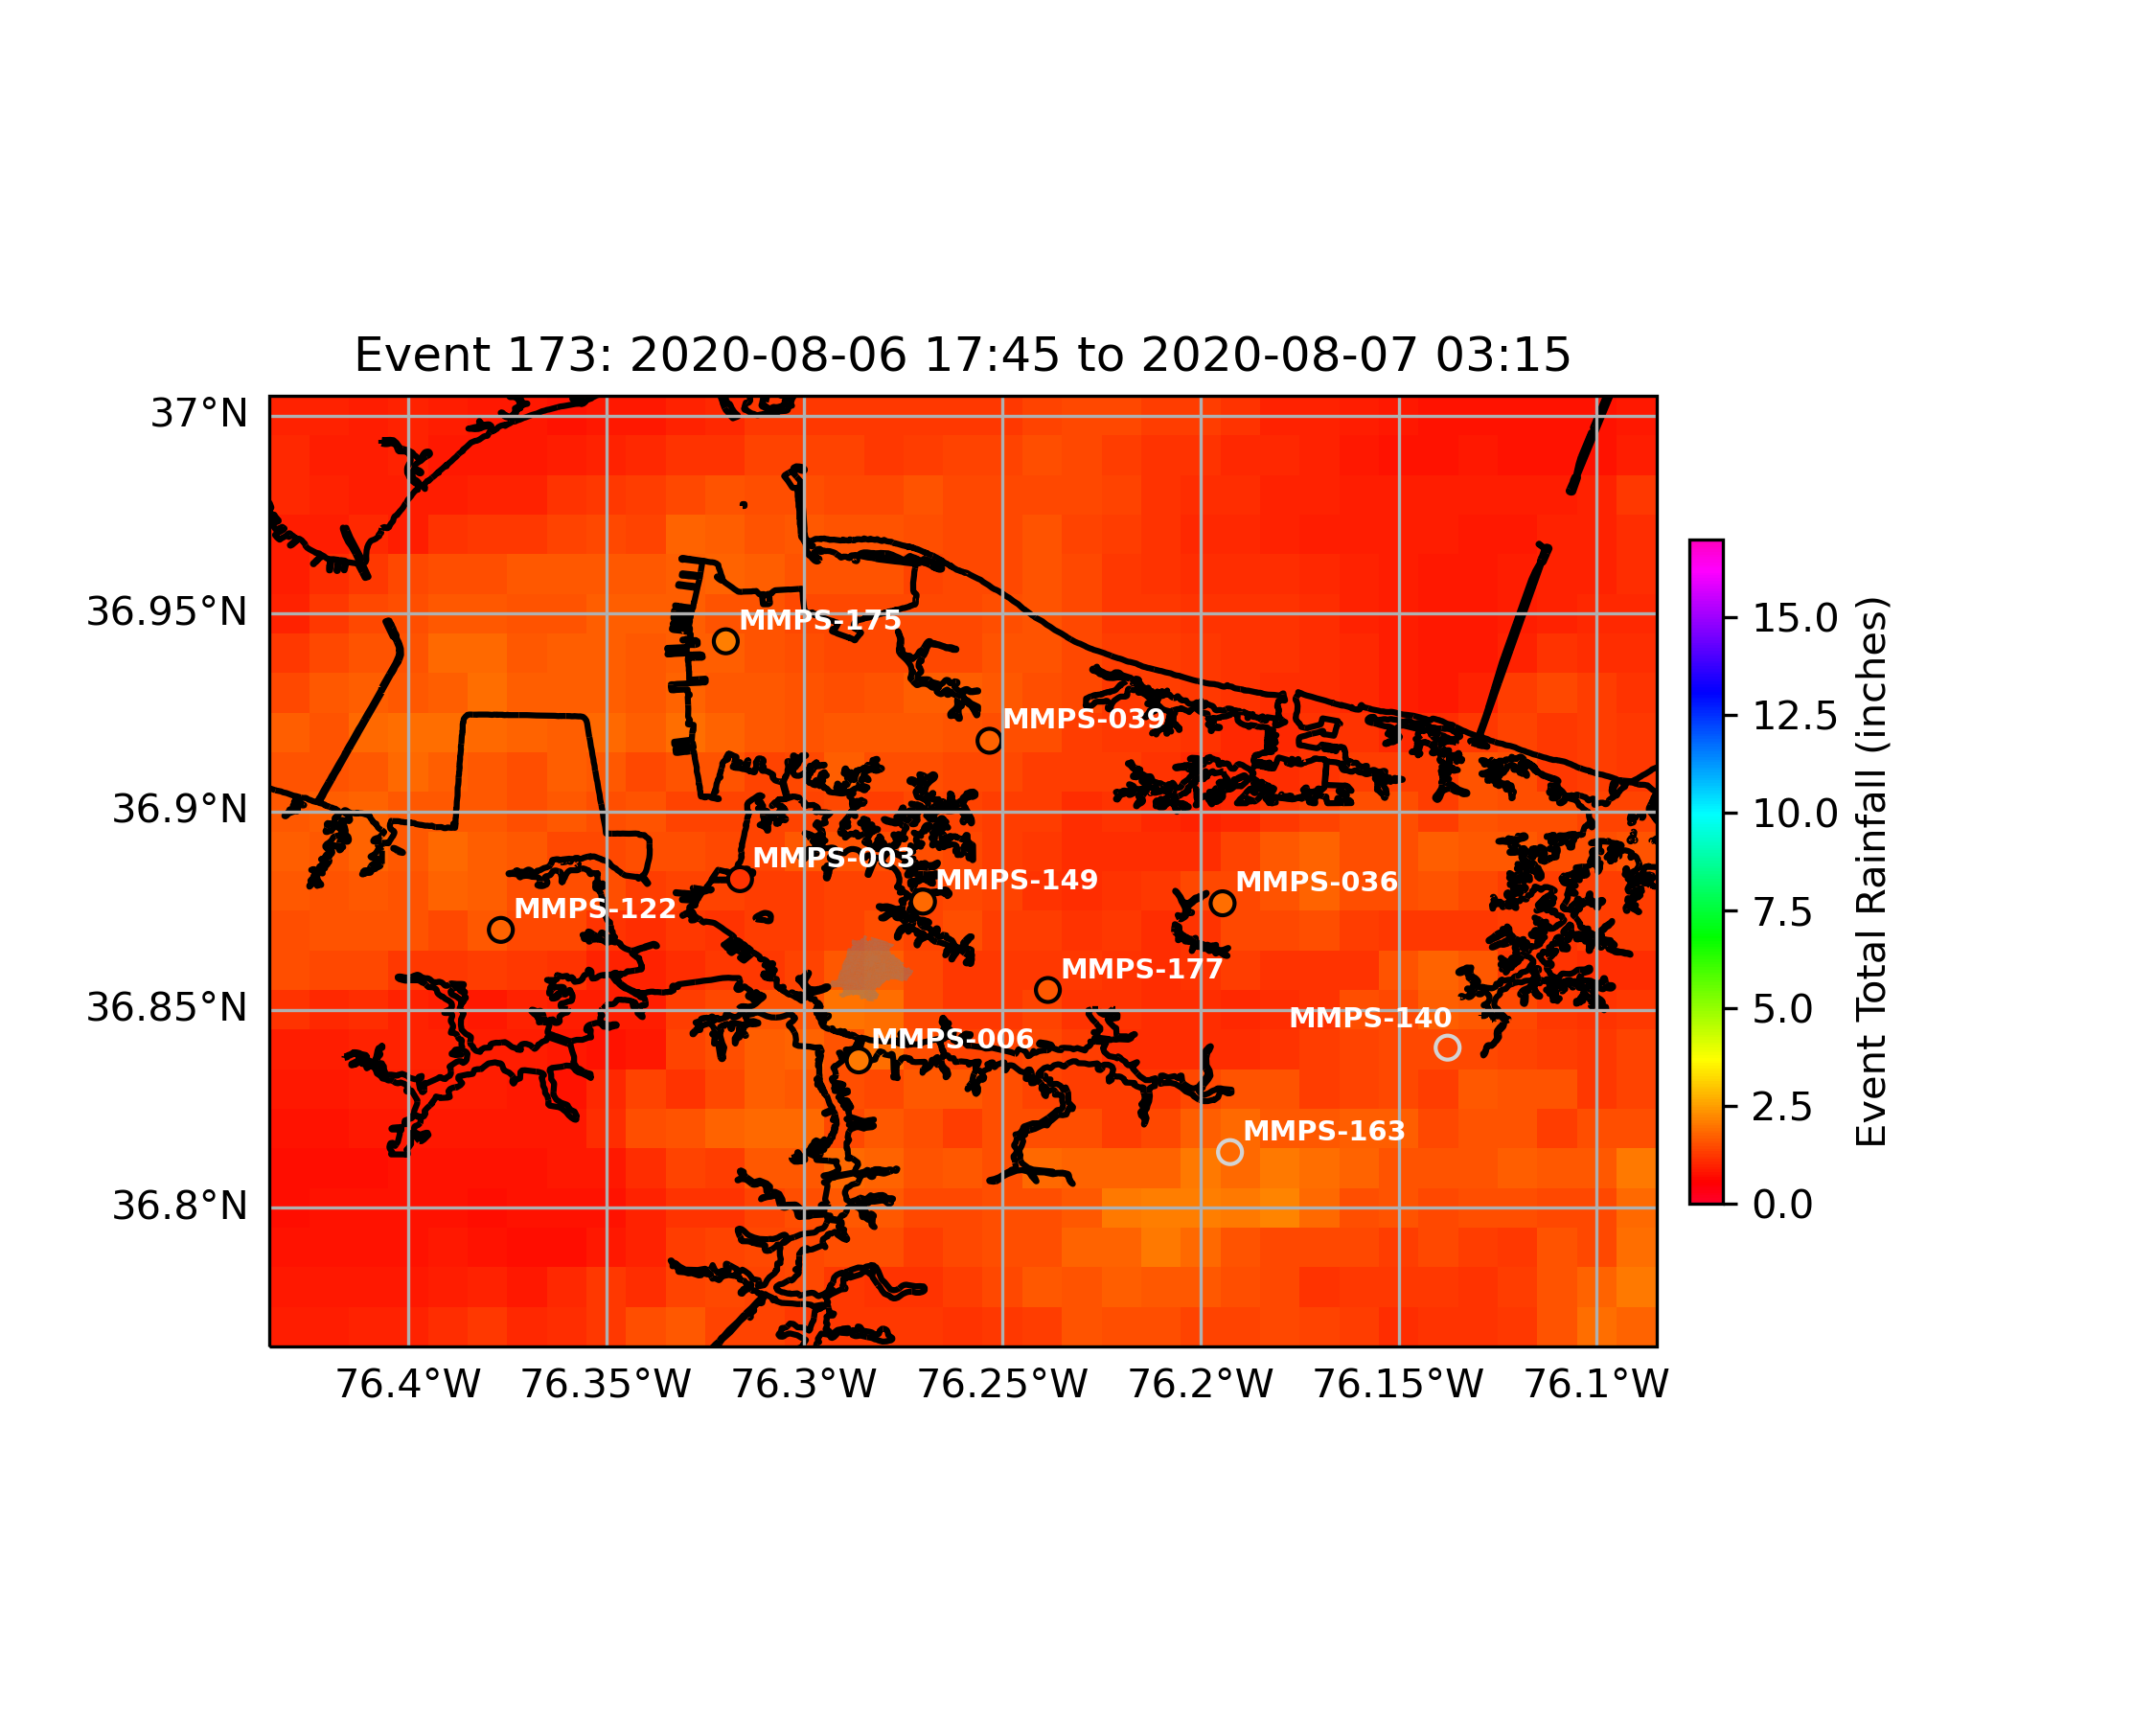 Event 173: 2020-08-06 17:45 to 2020-08-07 03:15
37°N
36.95°N
36.9°N
36.85°N
36.8°N
MMPS-175
MMPS-039
MMPS-003
MMPS-149
MMPS-036
MMPS-122
MMPS-177
MMPS-140
MMPS-006
MMPS-163
76.4°W
76.35°W
76.3°W
76.25°W
76.2°W
76.15°W
76.1°W
15.0
12.5
10.0
7.5
5.0
2.5
0.0
Event Total Rainfall (inches)